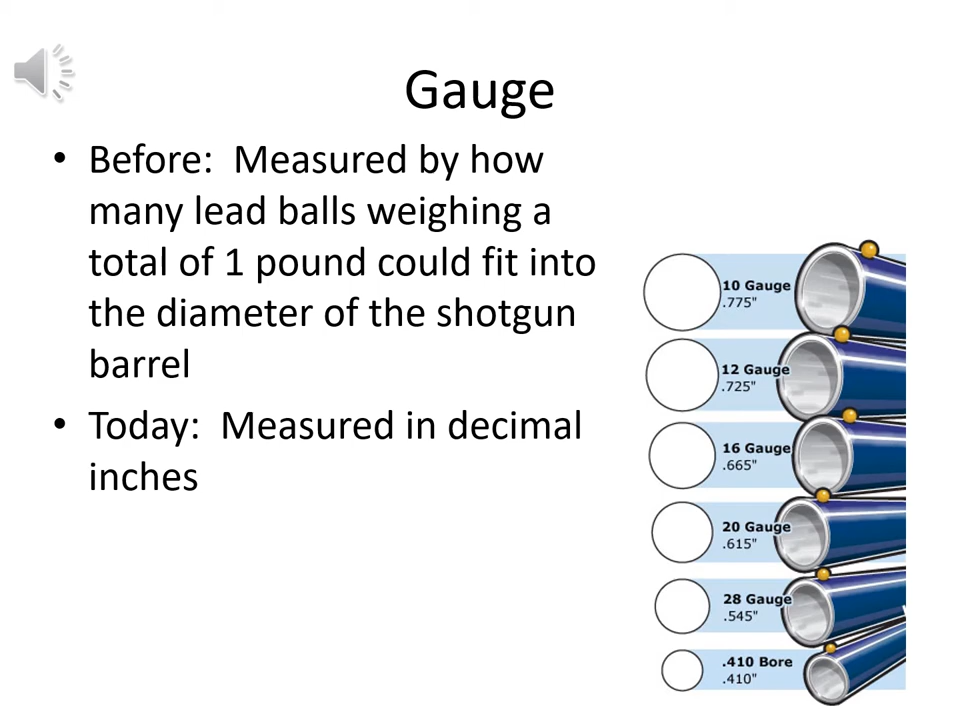 Gauge
• Before:  Measured by how
many lead balls weighing a
total of 1 pound could fit into
the diameter of the shotgun
barrel
• Today:  Measured in decimal
inches
10 Gauge
.775"
12 Gauge
.725"
16 Gauge
.665"
20 Gauge
.615"
28 Gauge
.545"
.410 Bore
.410"